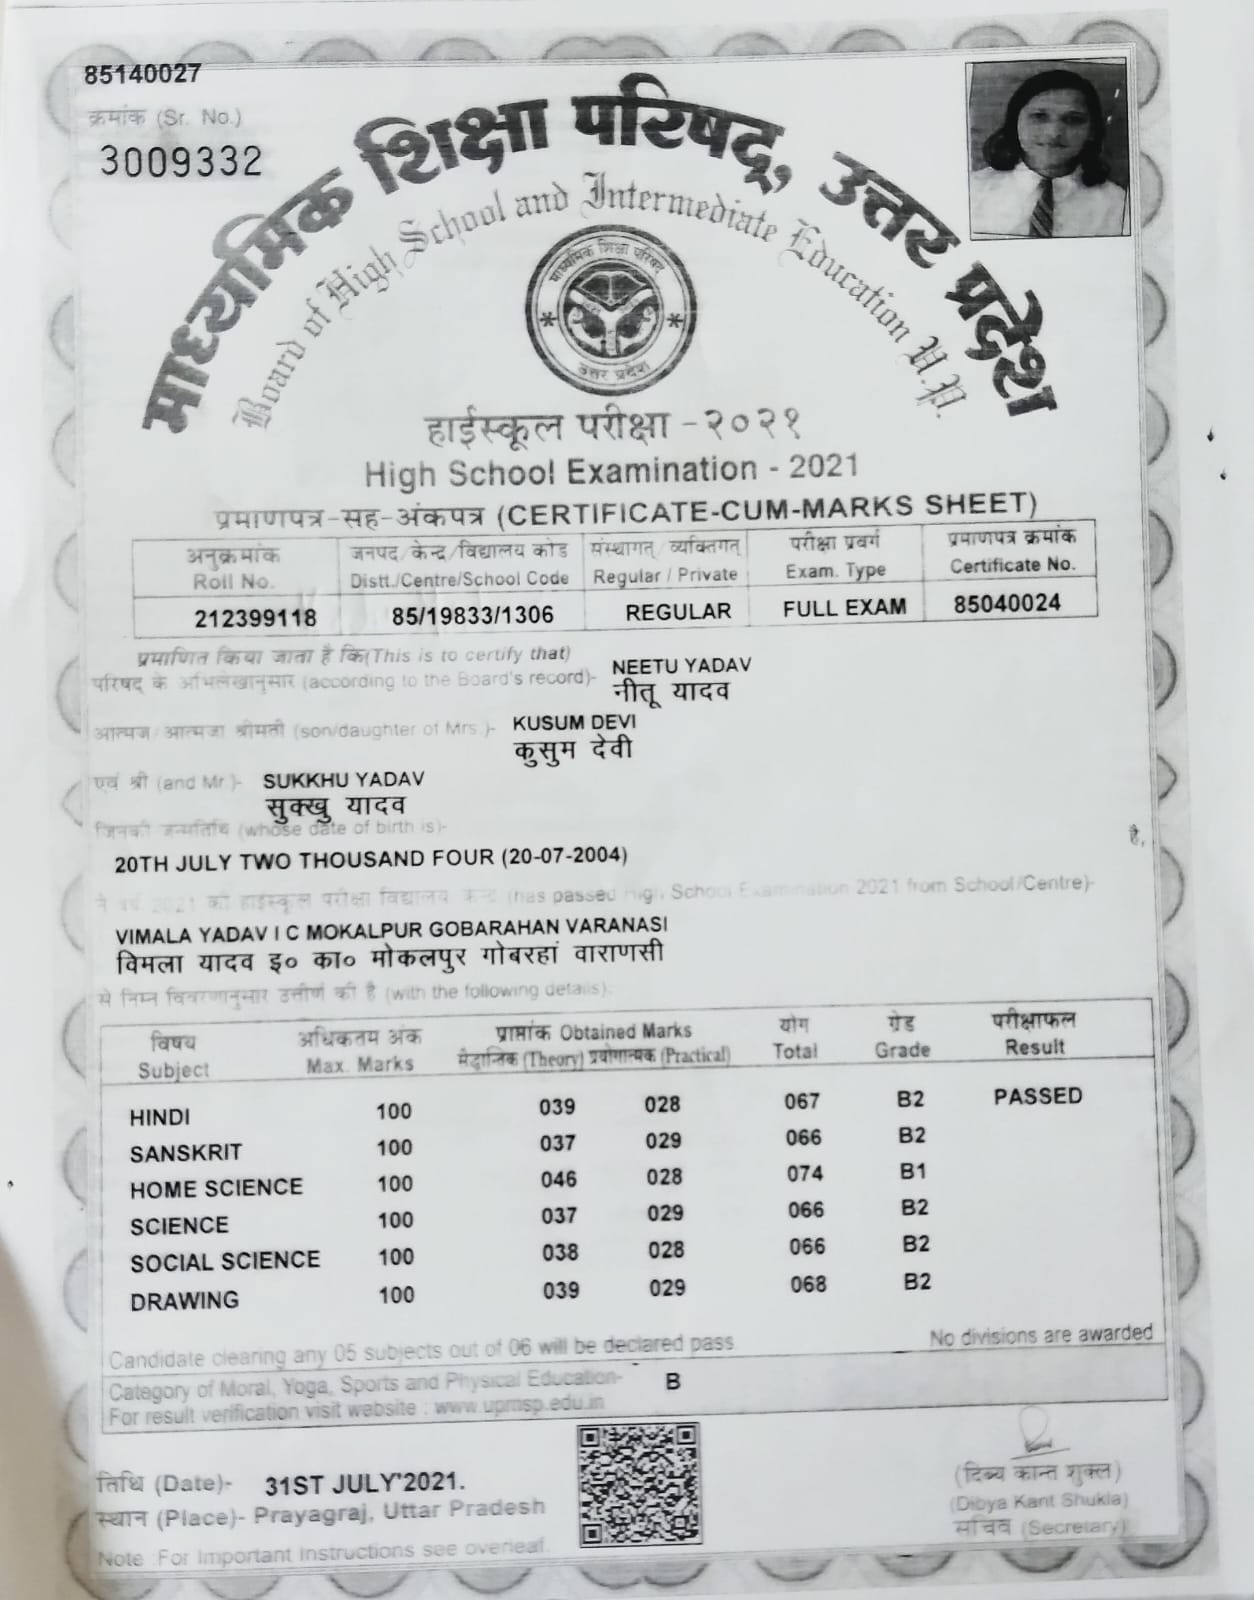 85140027
क्रमांक (Sr. No.)
3009332
माध्यमिक शिक्षा परिषद्, उत्तर प्रदेश
Board of High School and Intermediate Education U.P.
माध्यमिक शिक्षा परिषद्
उत्तर प्रदेश
हाईस्कूल परीक्षा - २०२१
High School Examination - 2021
प्रमाणपत्र-सह-अंकपत्र (CERTIFICATE-CUM-MARKS SHEET)
अनुक्रमांक जनपद/केन्द्र/विद्यालय कोड संस्थागत/व्यक्तिगत् परीक्षा प्रवर्ग प्रमाणपत्र क्रमांक
Roll No. Distt./Centre/School Code Regular / Private Exam. Type Certificate No.
212399118 85/19833/1306 REGULAR FULL EXAM 85040024
प्रमाणित किया जाता है कि(This is to certify that)
परिषद के अभिलेखानुसार (according to the Board's record)- NEETU YADAV
नीतू यादव
आत्मज/आत्मजा श्रीमती (son/daughter of Mrs.)- KUSUM DEVI
कुसुम देवी
एवं श्री (and Mr.)- SUKKHU YADAV
सुक्खु यादव
जिनकी जन्मतिथि (whose date of birth is)-
है,
20TH JULY TWO THOUSAND FOUR (20-07-2004)
ने वर्ष 2021 की हाईस्कूल परीक्षा विद्यालय केन्द्र (has passed High School Examination 2021 from School/Centre)-
VIMALA YADAV I C MOKALPUR GOBARAHAN VARANASI
विमला यादव इ० का० मोकलपुर गोबरहां वाराणसी
से निम्न विवरणानुसार उत्तीर्ण की है (with the following details).
विषय अधिकतम अंक प्राप्तांक Obtained Marks योग ग्रेड परीक्षाफल
Subject Max. Marks सैद्धान्तिक (Theory) प्रयोगात्मक (Practical) Total Grade Result
HINDI 100 039 028 067 B2 PASSED
SANSKRIT 100 037 029 066 B2
HOME SCIENCE 100 046 028 074 B1
SCIENCE 100 037 029 066 B2
SOCIAL SCIENCE 100 038 028 066 B2
DRAWING 100 039 029 068 B2
Candidate clearing any 05 subjects out of 06 will be declared pass. No divisions are awarded
Category of Moral, Yoga, Sports and Physical Education- B
For result verification visit website : www.upmsp.edu.in
तिथि (Date)- 31ST JULY'2021.
स्थान (Place)- Prayagraj, Uttar Pradesh
Note :For Important Instructions see overleaf.
(दिब्य कान्त शुक्ल)
(Dibya Kant Shukla)
सचिव (Secretary)